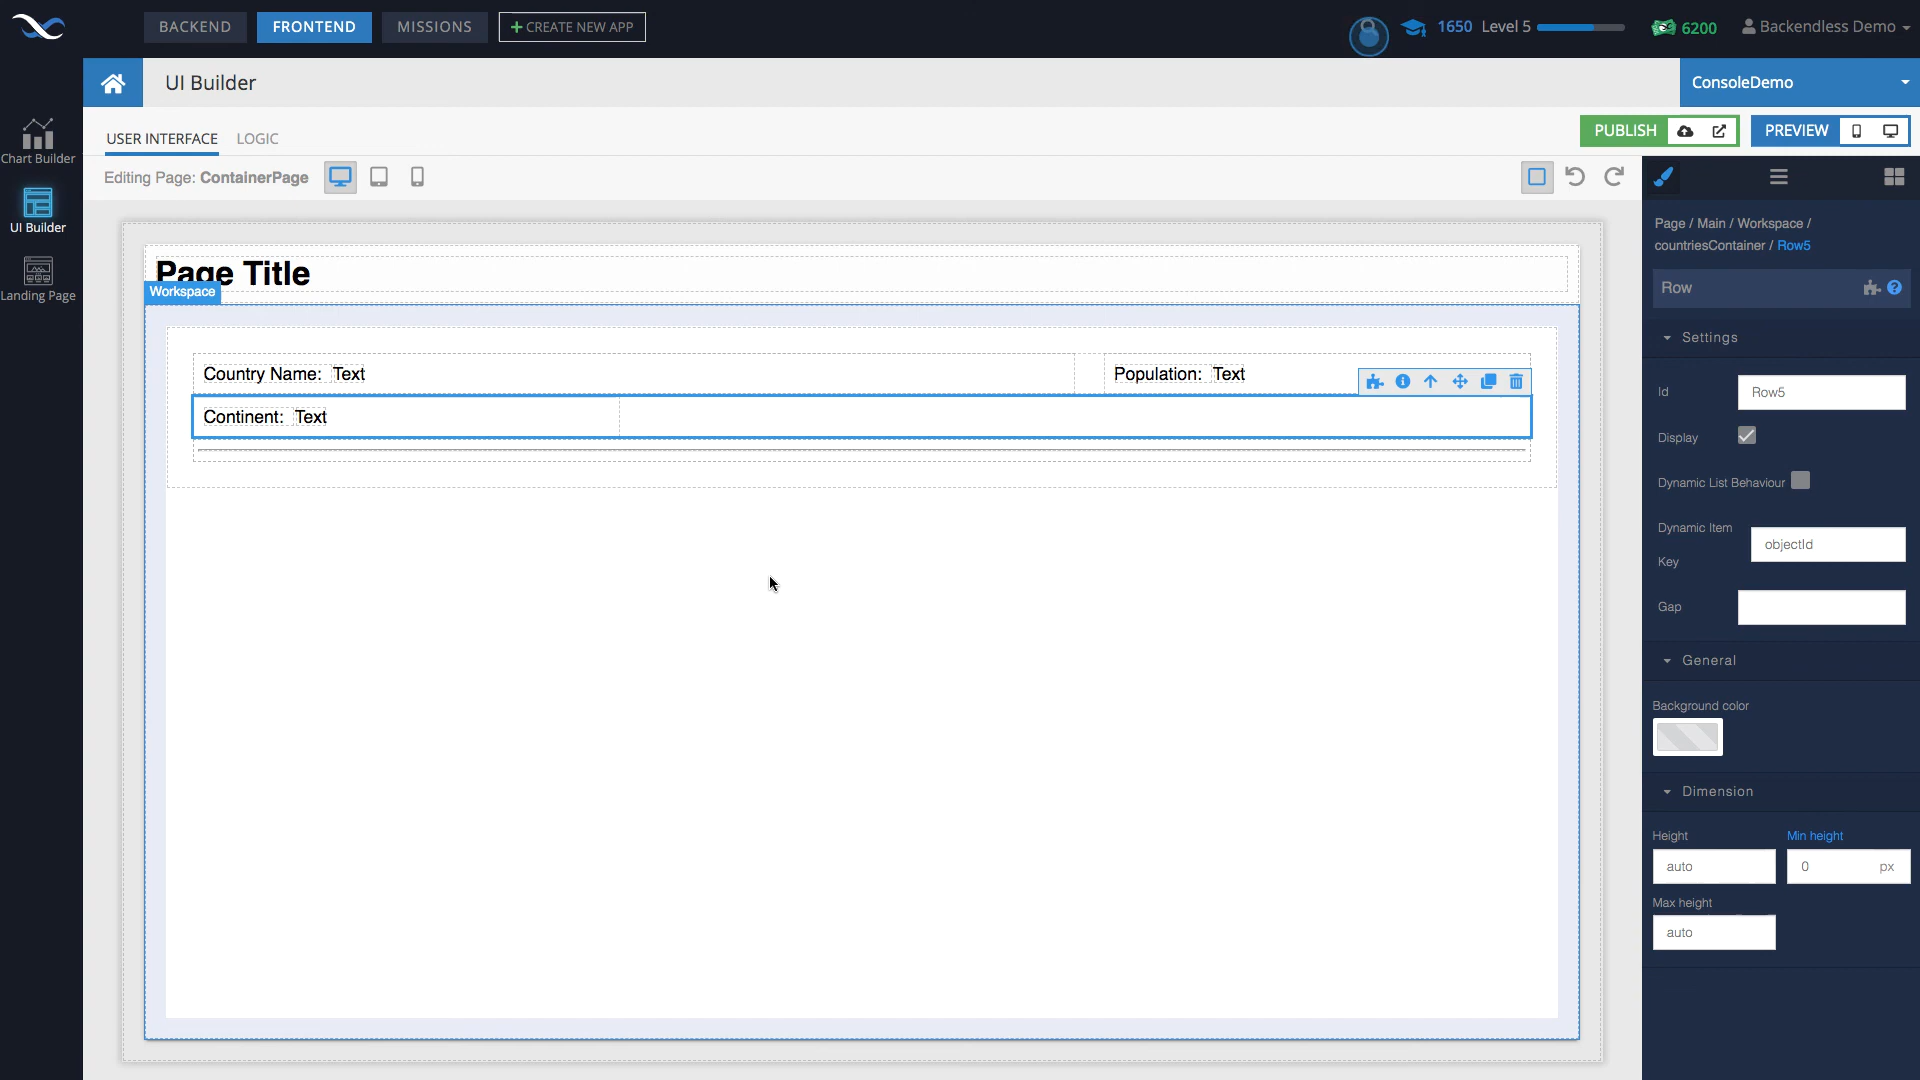 BACKEND FRONTEND MISSIONS + CREATE NEW APP 1650 Level 5 6200 Backendless Demo
UI Builder ConsoleDemo
USER INTERFACE LOGIC PUBLISH PREVIEW
Editing Page: ContainerPage
Chart Builder
UI Builder
Landing Page
Page Title
Workspace
Country Name: Text Population: Text
Continent: Text
Page / Main / Workspace /
countriesContainer / Row5
Row
Settings
Id Row5
Display
Dynamic List Behaviour
Dynamic Item
Key objectId
Gap
General
Background color
Dimension
Height Min height
auto 0 px
Max height
auto